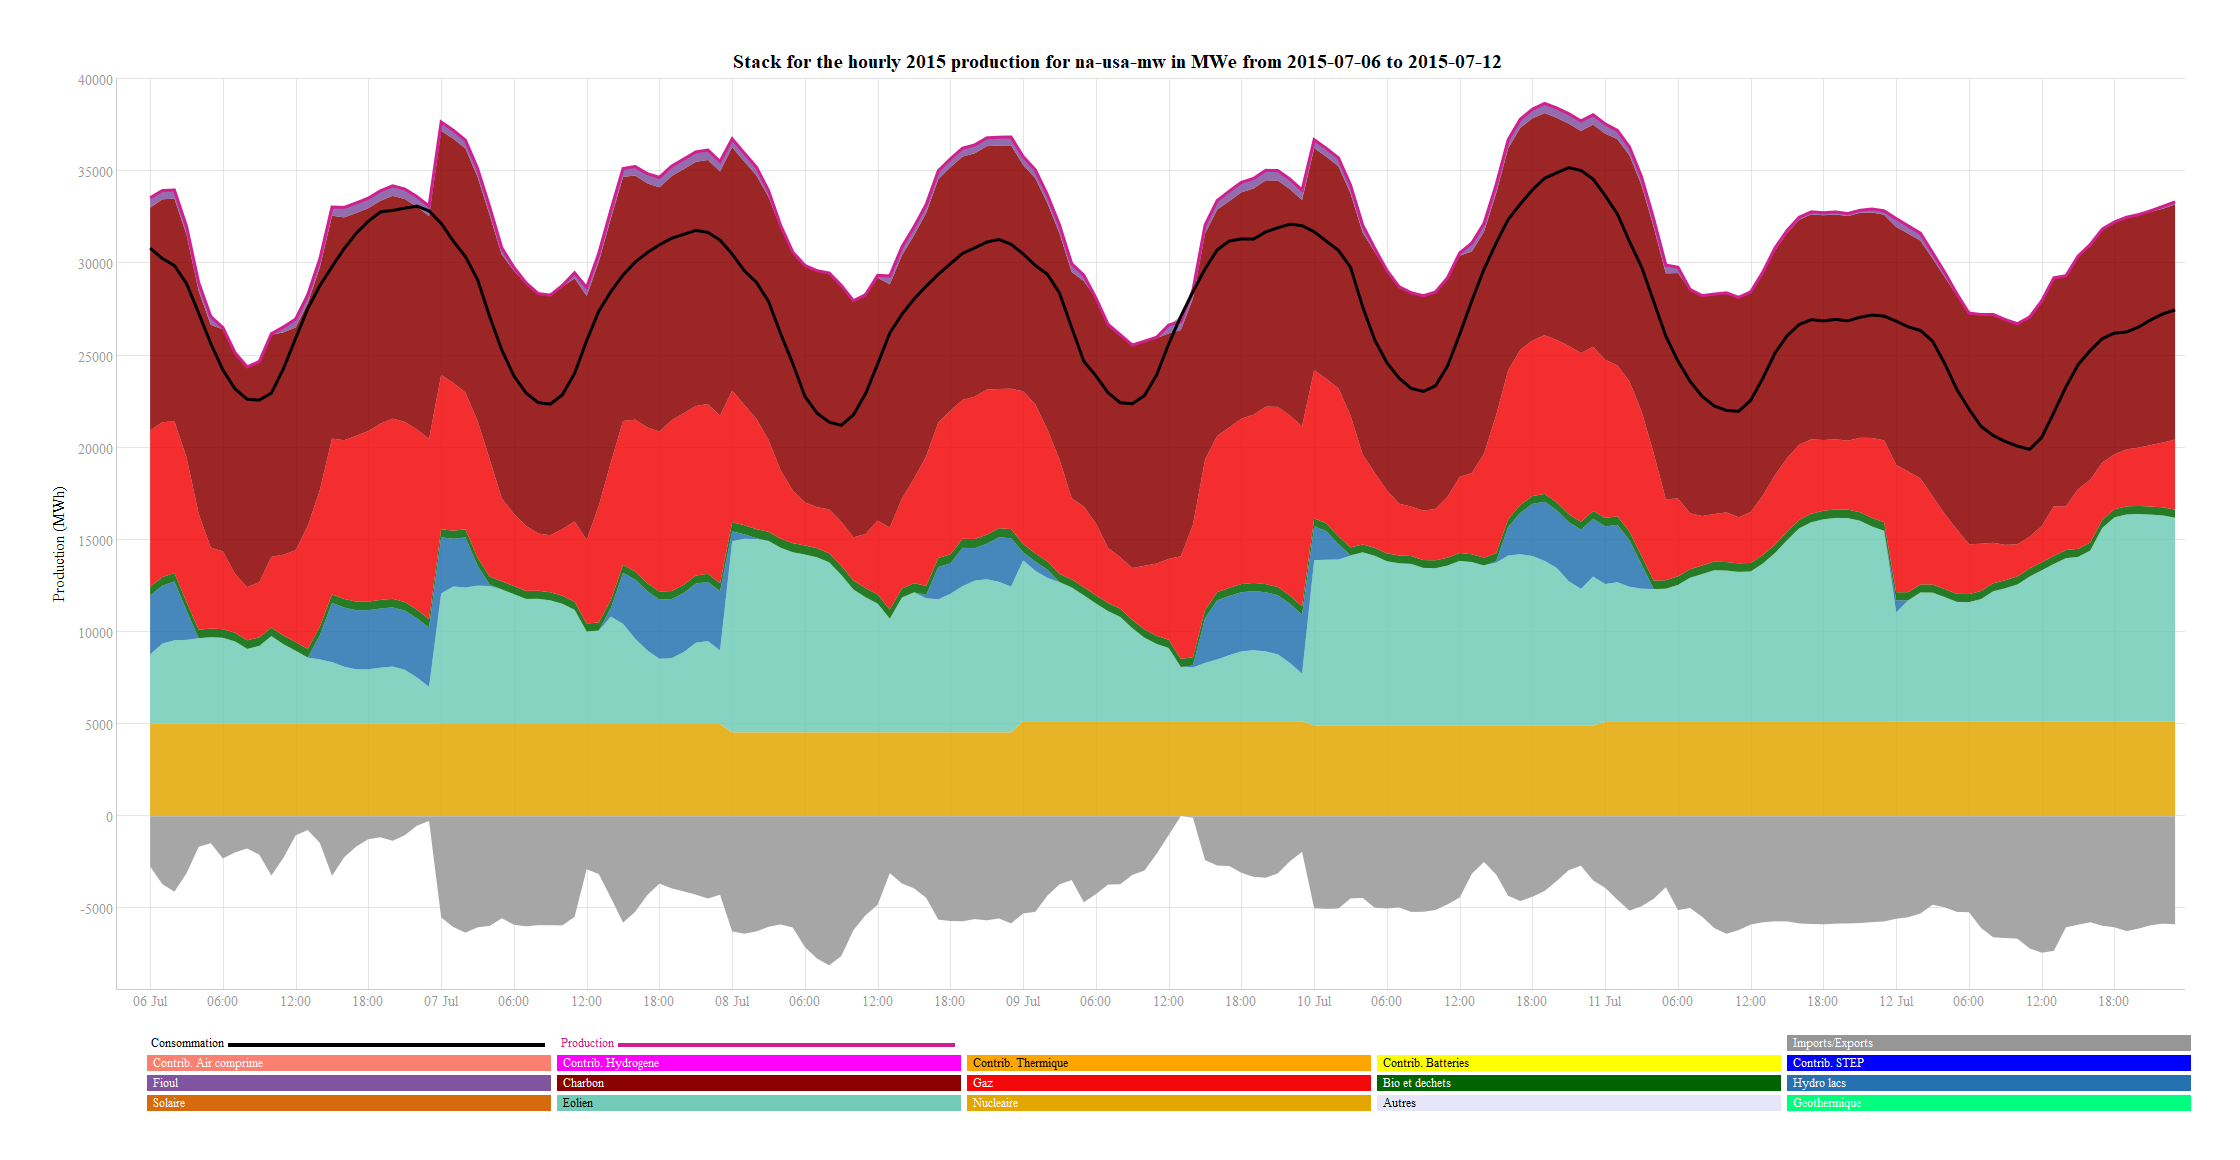 Stack for the hourly 2015 production for na-usa-mw in MWe from 2015-07-06 to 2015-07-12
Production (MWh)
40000
35000
30000
25000
20000
15000
10000
5000
0
-5000
06 Jul 06:00 12:00 18:00 07 Jul 06:00 12:00 18:00 08 Jul 06:00 12:00 18:00 09 Jul 06:00 12:00 18:00 10 Jul 06:00 12:00 18:00 11 Jul 06:00 12:00 18:00 12 Jul 06:00 12:00 18:00
Consommation Production Imports/Exports
Contrib. Air comprime Contrib. Hydrogene Contrib. Thermique Contrib. Batteries Contrib. STEP
Fioul Charbon Gaz Bio et dechets Hydro lacs
Solaire Eolien Nucleaire Autres Geothermique